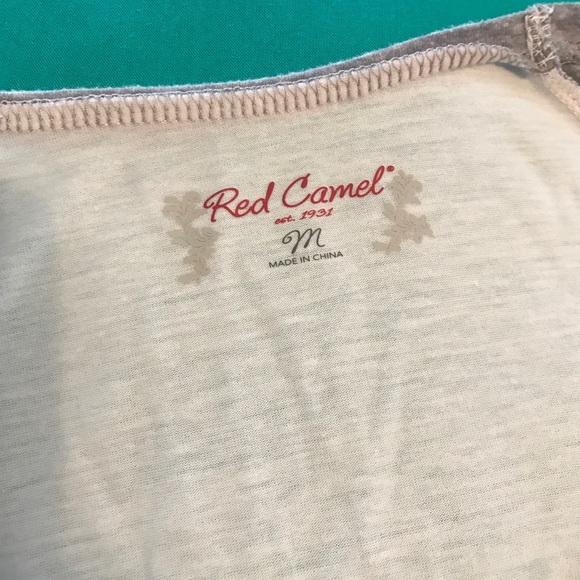 Red Camel®
est. 1931
M
MADE IN CHINA